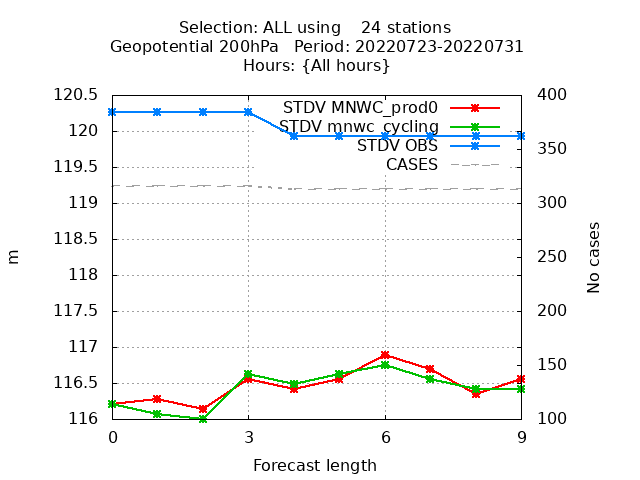 Selection: ALL using    24 stations
Geopotential 200hPa   Period: 20220723-20220731
Hours: {All hours}
STDV MNWC_prod0
STDV mnwc_cycling
STDV OBS
CASES
120.5
120
119.5
119
118.5
118
117.5
117
116.5
116
400
350
300
250
200
150
100
m
No cases
0 3 6 9
Forecast length